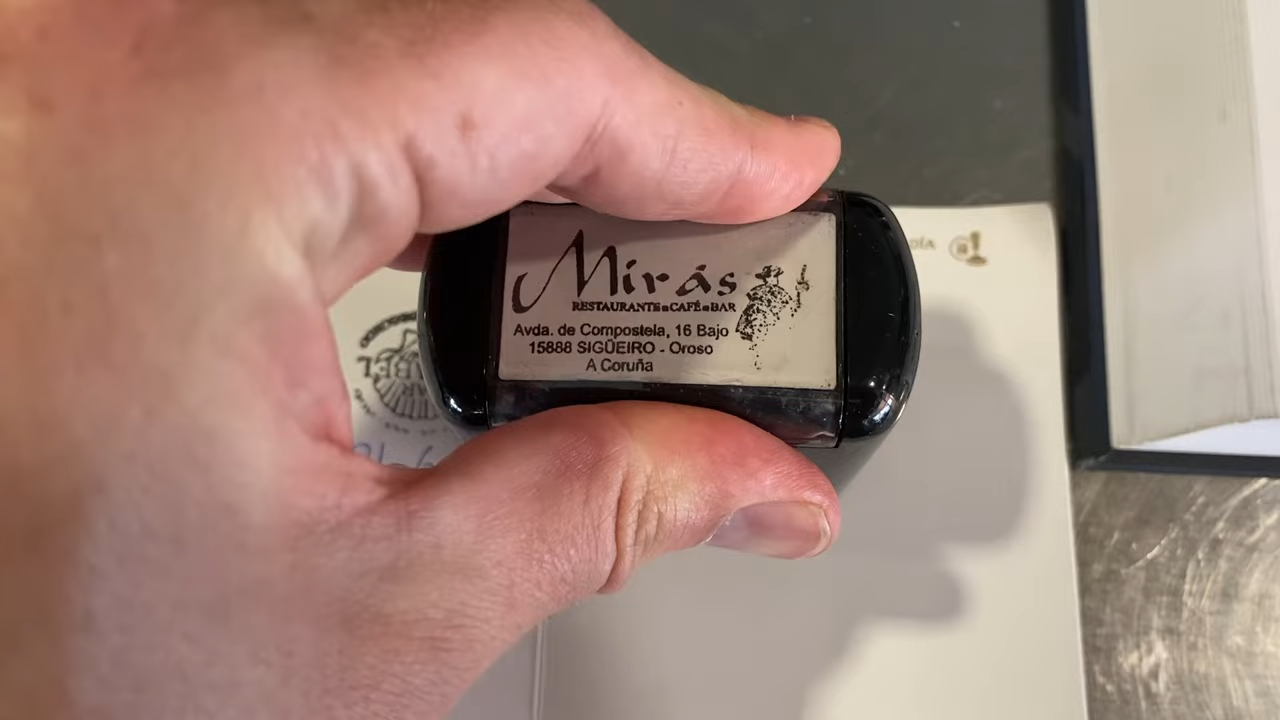 Mirás
RESTAURANTE CAFÉ BAR
Avda. de Compostela, 16 Bajo
15888 SIGÜEIRO - Oroso
A Coruña